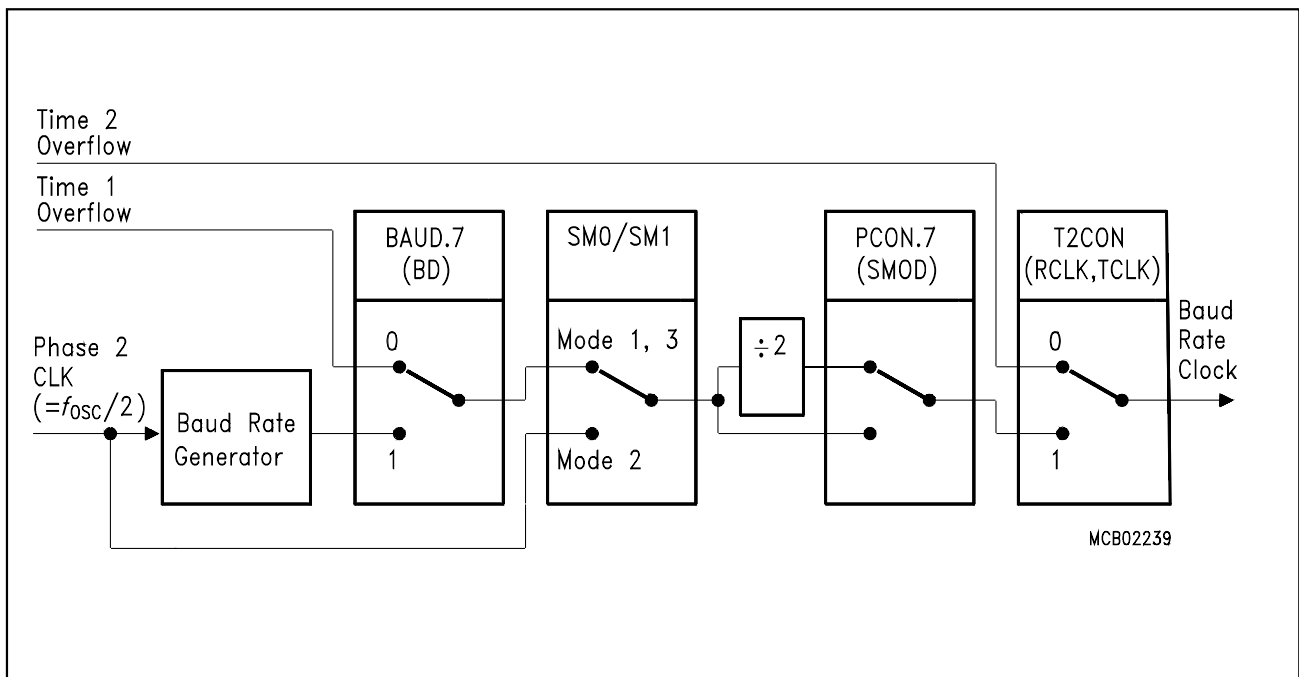 Time 2
Overflow
Time 1
Overflow
BAUD.7
(BD)
SM0/SM1
PCON.7
(SMOD)
T2CON
(RCLK,TCLK)
Phase 2
CLK
(=fOSC/2)
Baud Rate
Generator
0
1
Mode 1, 3
Mode 2
÷2
0
1
Baud
Rate
Clock
MCB02239